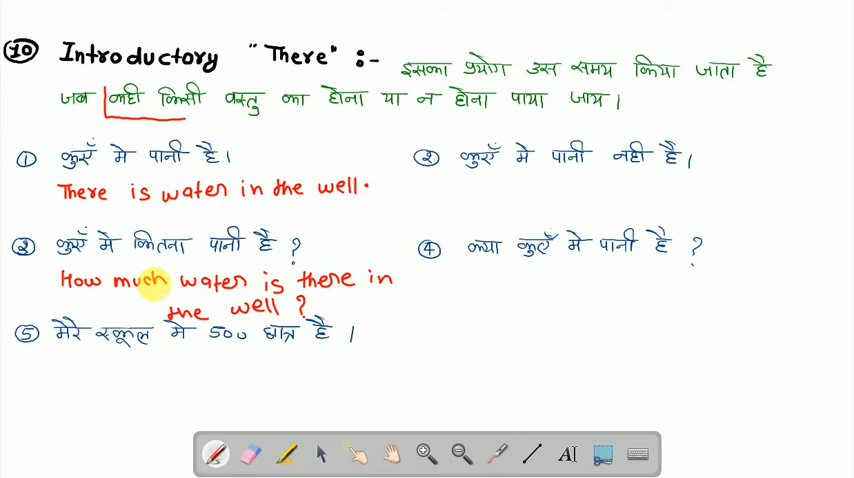 10 Introductory "There" :- इसका प्रयोग उस समय किया जाता है
जब कही किसी वस्तु का होना या न होना पाया जाय।
① कुएँ मे पानी है।
There is water in the well.
② कुएँ मे पानी नही है।
③ कुएँ मे कितना पानी है ?
How much water is there in
the well ?
④ क्या कुएँ मे पानी है ?
⑤ मेरे स्कूल मे 500 छात्र है ।
A